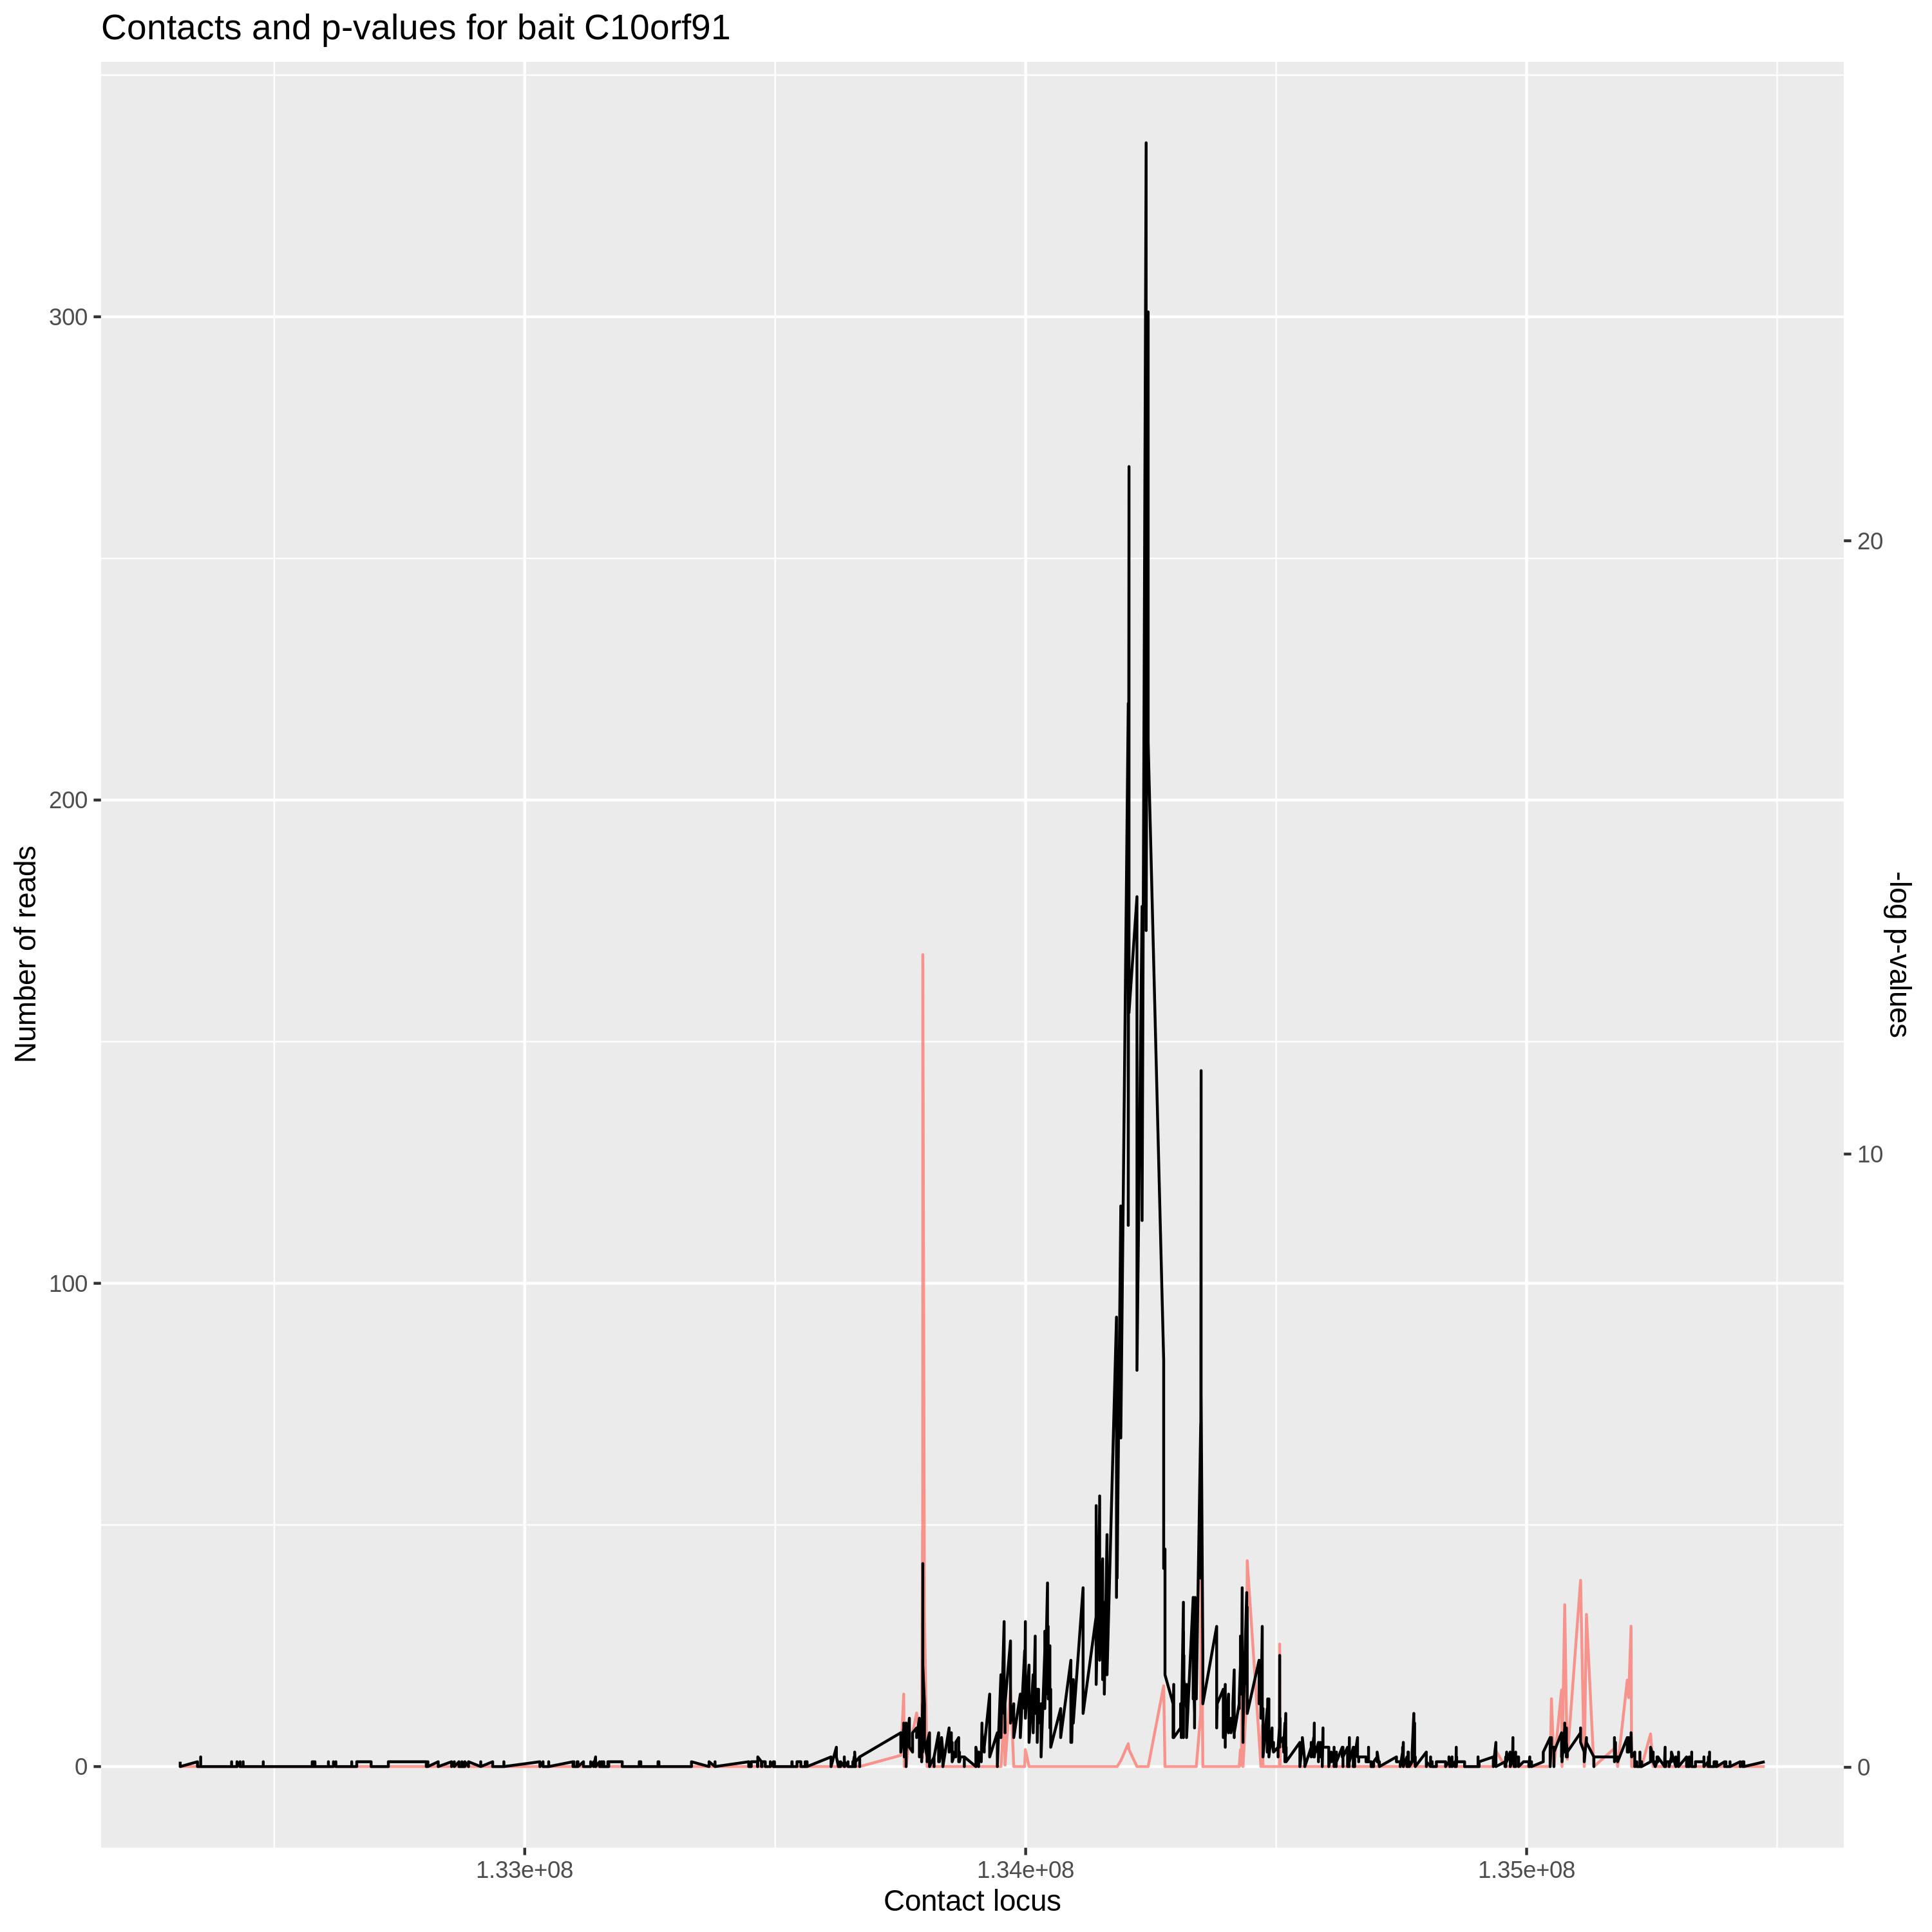 Contacts and p-values for bait C10orf91
300
200
100
0
Number of reads
20
10
0
-log p-values
1.33e+08
1.34e+08
1.35e+08
Contact locus